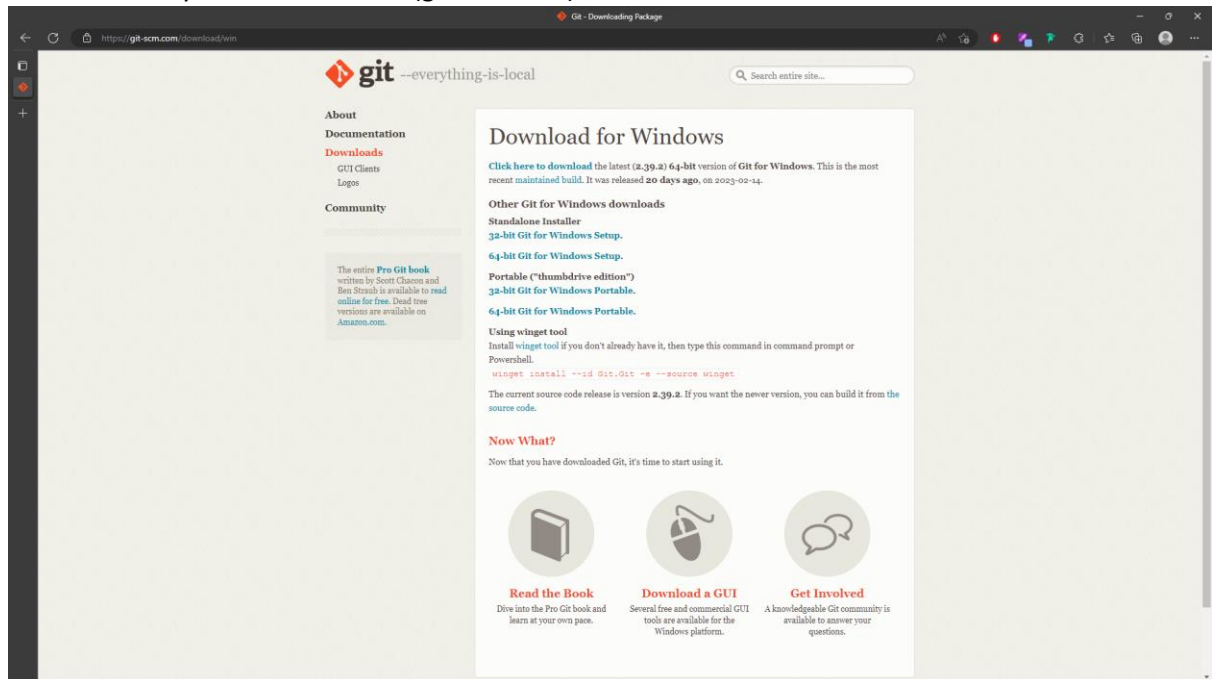 Git - Downloading Package
https://git-scm.com/download/win
git --everything-is-local
Search entire site...
About
Documentation
Downloads
GUI Clients
Logos
Community
The entire Pro Git book
written by Scott Chacon and
Ben Straub is available to read
online for free. Dead tree
versions are available on
Amazon.com.
Download for Windows
Click here to download the latest (2.39.2) 64-bit version of Git for Windows. This is the most
recent maintained build. It was released 20 days ago, on 2023-02-14.
Other Git for Windows downloads
Standalone Installer
32-bit Git for Windows Setup.
64-bit Git for Windows Setup.
Portable ("thumbdrive edition")
32-bit Git for Windows Portable.
64-bit Git for Windows Portable.
Using winget tool
Install winget tool if you don't already have it, then type this command in command prompt or
Powershell.
winget install --id Git.Git -e --source winget
The current source code release is version 2.39.2. If you want the newer version, you can build it from the
source code.
Now What?
Now that you have downloaded Git, it's time to start using it.
Read the Book
Dive into the Pro Git book and
learn at your own pace.
Download a GUI
Several free and commercial GUI
tools are available for the
Windows platform.
Get Involved
A knowledgeable Git community is
available to answer your
questions.